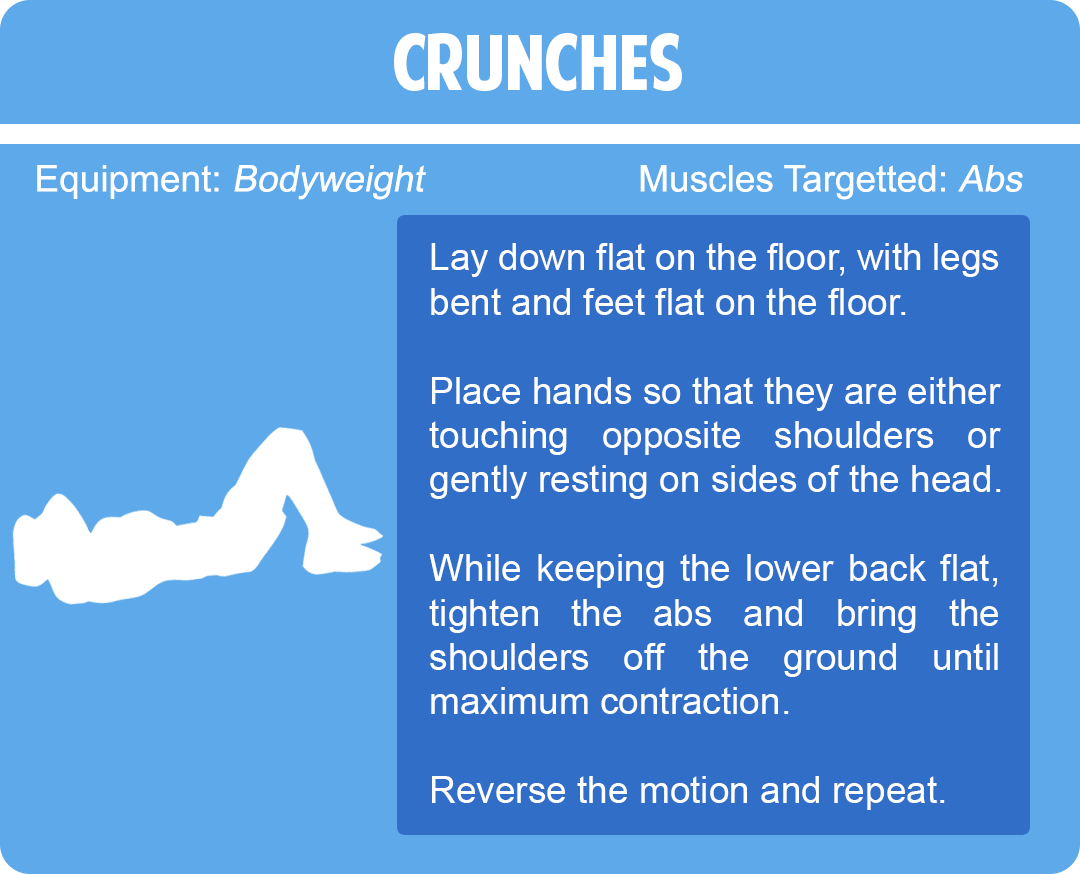 CRUNCHES
Equipment: Bodyweight
Muscles Targetted: Abs
Lay down flat on the floor, with legs
bent and feet flat on the floor.
Place hands so that they are either
touching opposite shoulders or
gently resting on sides of the head.
While keeping the lower back flat,
tighten the abs and bring the
shoulders off the ground until
maximum contraction.
Reverse the motion and repeat.